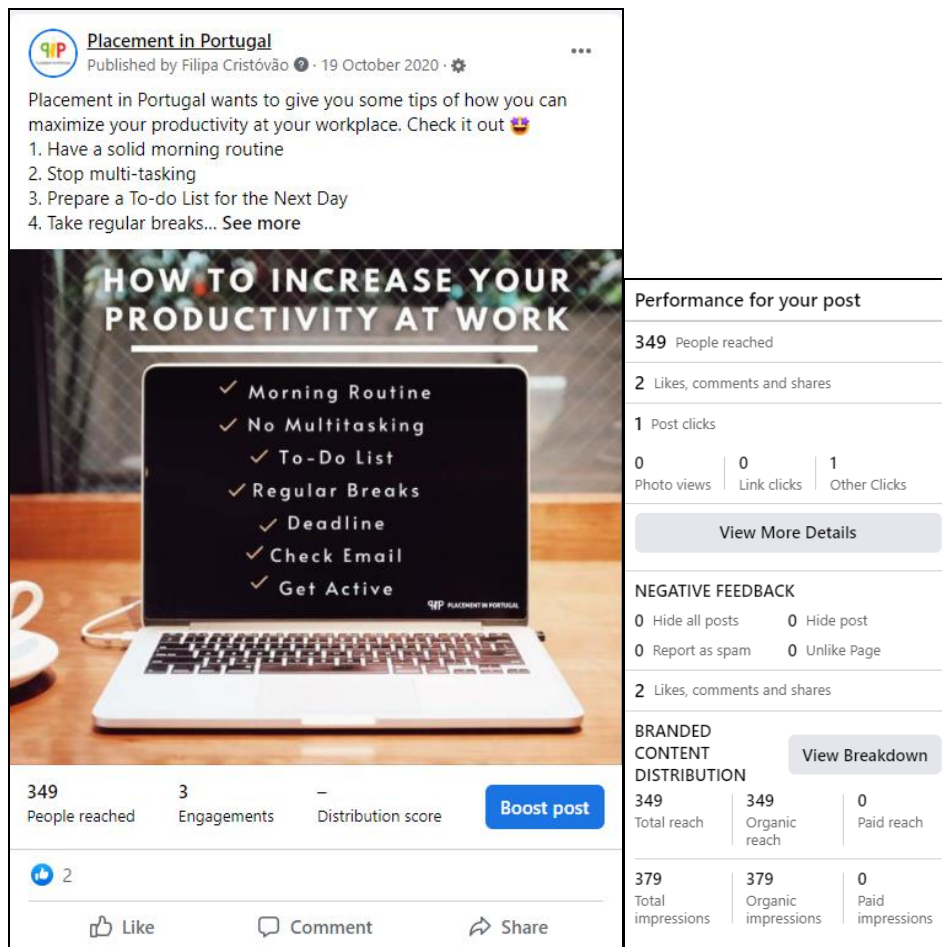 Placement in Portugal
Published by Filipa Cristóvão · 19 October 2020 ·
Placement in Portugal wants to give you some tips of how you can
maximize your productivity at your workplace. Check it out 🤩
1. Have a solid morning routine
2. Stop multi-tasking
3. Prepare a To-do List for the Next Day
4. Take regular breaks... See more
HOW TO INCREASE YOUR
PRODUCTIVITY AT WORK
Morning Routine
No Multitasking
To-Do List
Regular Breaks
Deadline
Check Email
Get Active
PIP PLACEMENT IN PORTUGAL
349
People reached
3
Engagements
–
Distribution score
Boost post
2
Like
Comment
Share
Performance for your post
349 People reached
2 Likes, comments and shares
1 Post clicks
0
Photo views
0
Link clicks
1
Other Clicks
View More Details
NEGATIVE FEEDBACK
0 Hide all posts
0 Hide post
0 Report as spam
0 Unlike Page
2 Likes, comments and shares
BRANDED
CONTENT
DISTRIBUTION
View Breakdown
349
Total reach
349
Organic
reach
0
Paid reach
379
Total
impressions
379
Organic
impressions
0
Paid
impressions